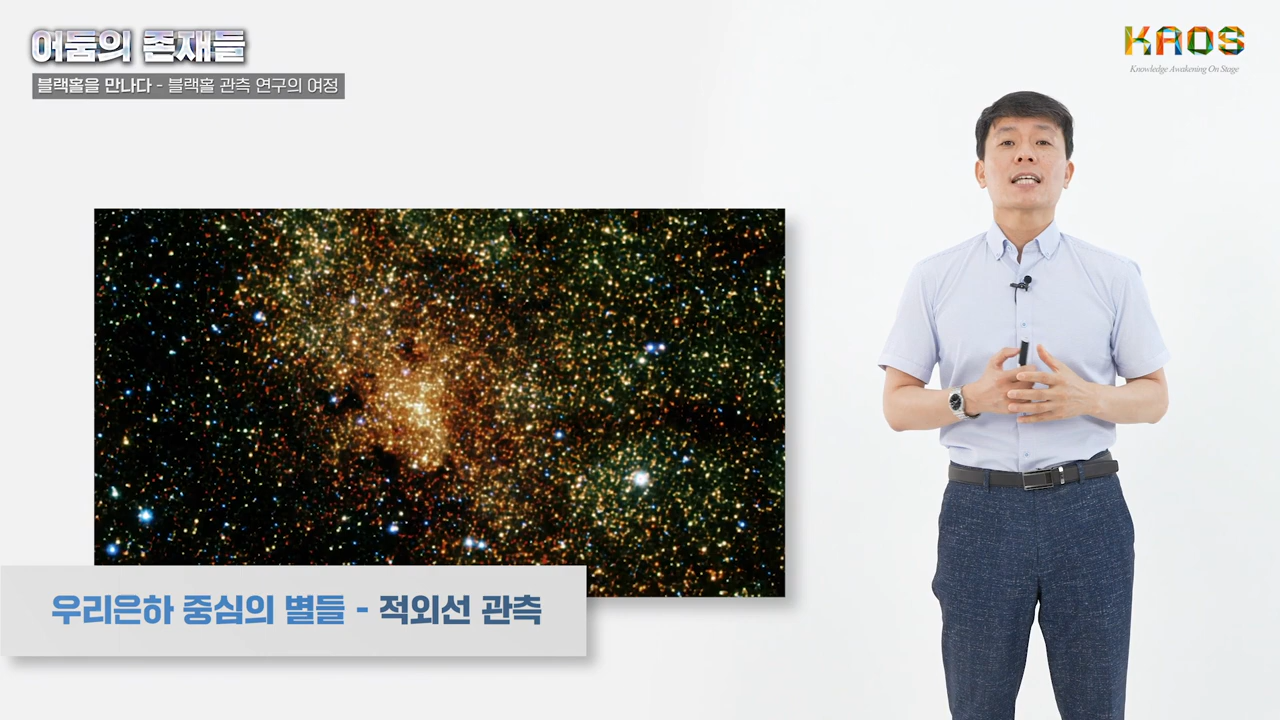 어둠의 존재들
블랙홀을 만나다 - 블랙홀 관측 연구의 여정
KAOS
Knowledge Awakening On Stage
우리은하 중심의 별들 - 적외선 관측